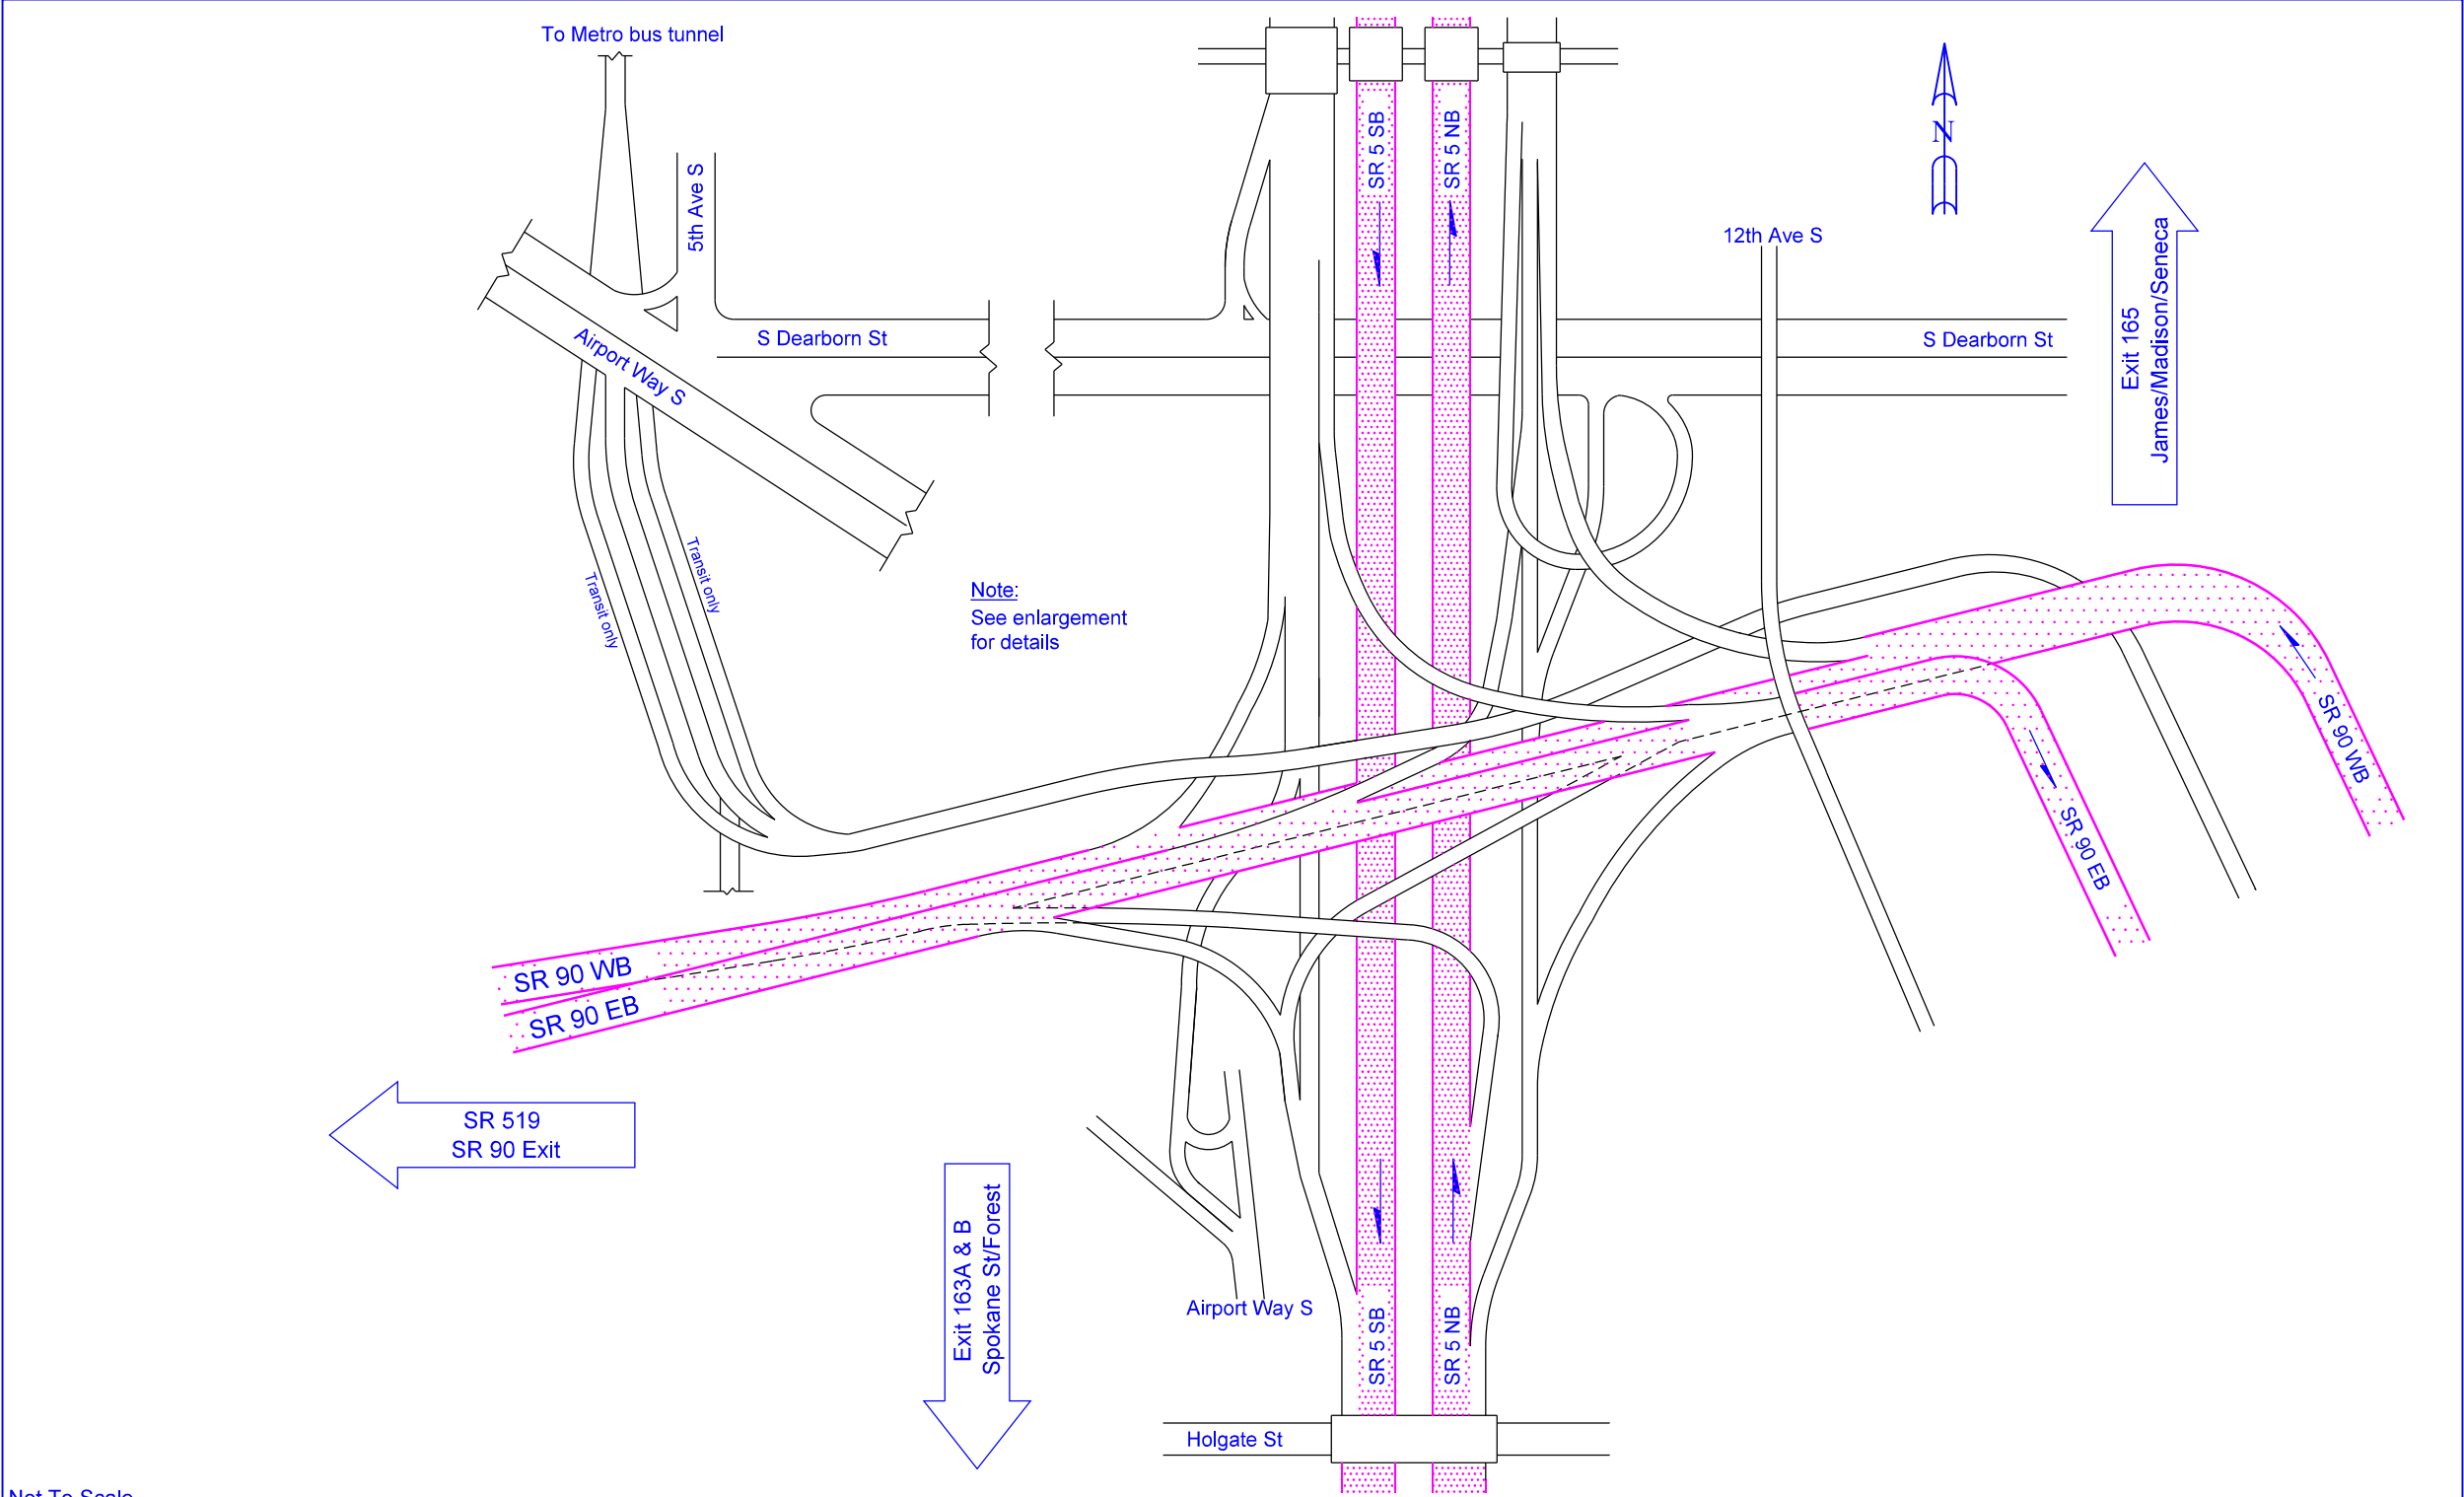 To Metro bus tunnel
5th Ave S
SR 5 SB
SR 5 NB
N
12th Ave S
Exit 165
James/Madison/Seneca
S Dearborn St
S Dearborn St
Airport Way S
Transit only
Transit only
Note:
See enlargement
for details
SR 90 WB
SR 90 EB
SR 90 WB
SR 90 EB
SR 519
SR 90 Exit
Exit 163A & B
Spokane St/Forest
Airport Way S
SR 5 SB
SR 5 NB
Holgate St
Not To Scale